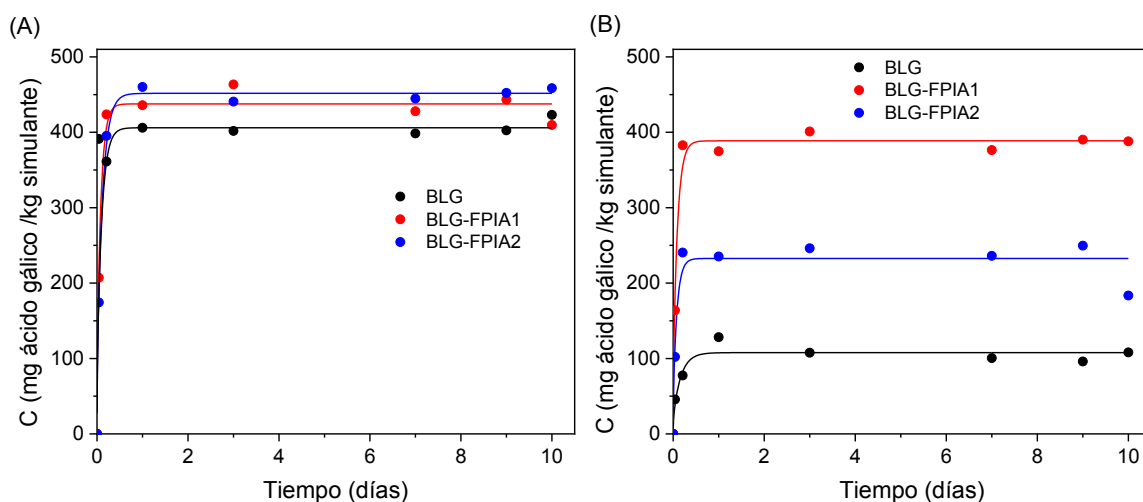 (A)
C (mg ácido gálico /kg simulante)
500
400
300
200
100
0
BLG
BLG-FPIA1
BLG-FPIA2
0 2 4 6 8 10
Tiempo (días)
(B)
C (mg ácido gálico /kg simulante)
500
400
300
200
100
0
BLG
BLG-FPIA1
BLG-FPIA2
0 2 4 6 8 10
Tiempo (días)